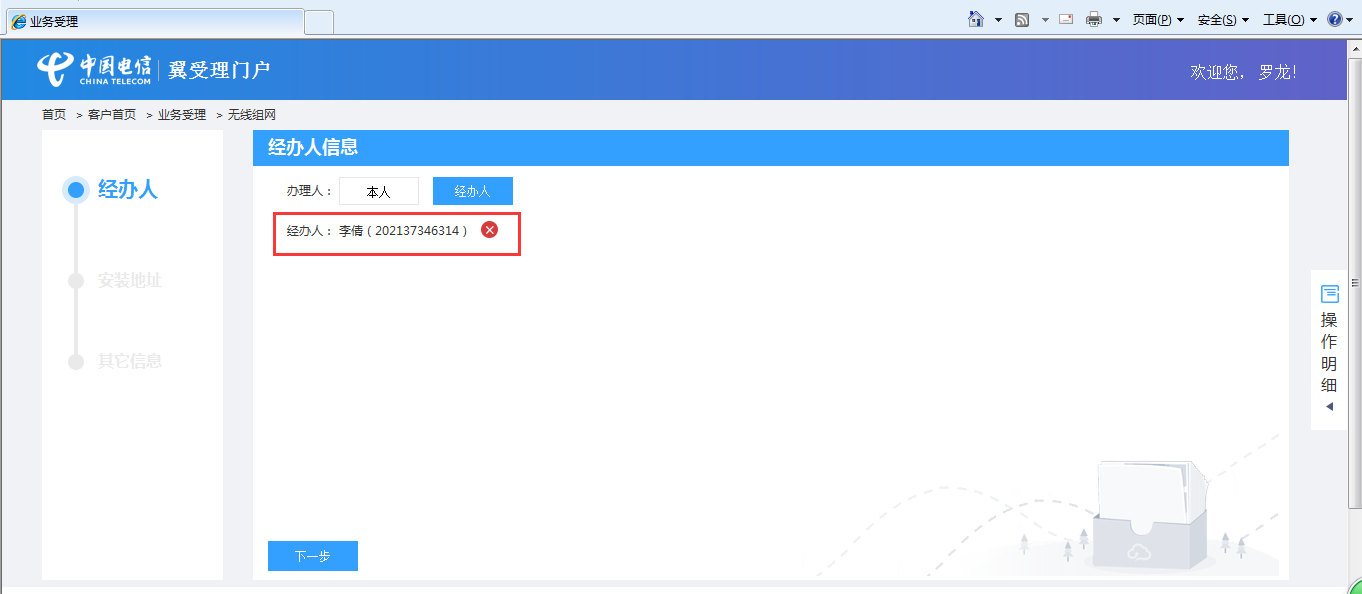 业务受理
页面(P) 安全(S) 工具(O)
中国电信
CHINA TELECOM
翼受理门户
欢迎您， 罗龙！
首页 > 客户首页 > 业务受理 > 无线组网
经办人
安装地址
其它信息
经办人信息
办理人： 本人 经办人
经办人： 李倩（202137346314）
下一步
操作明细